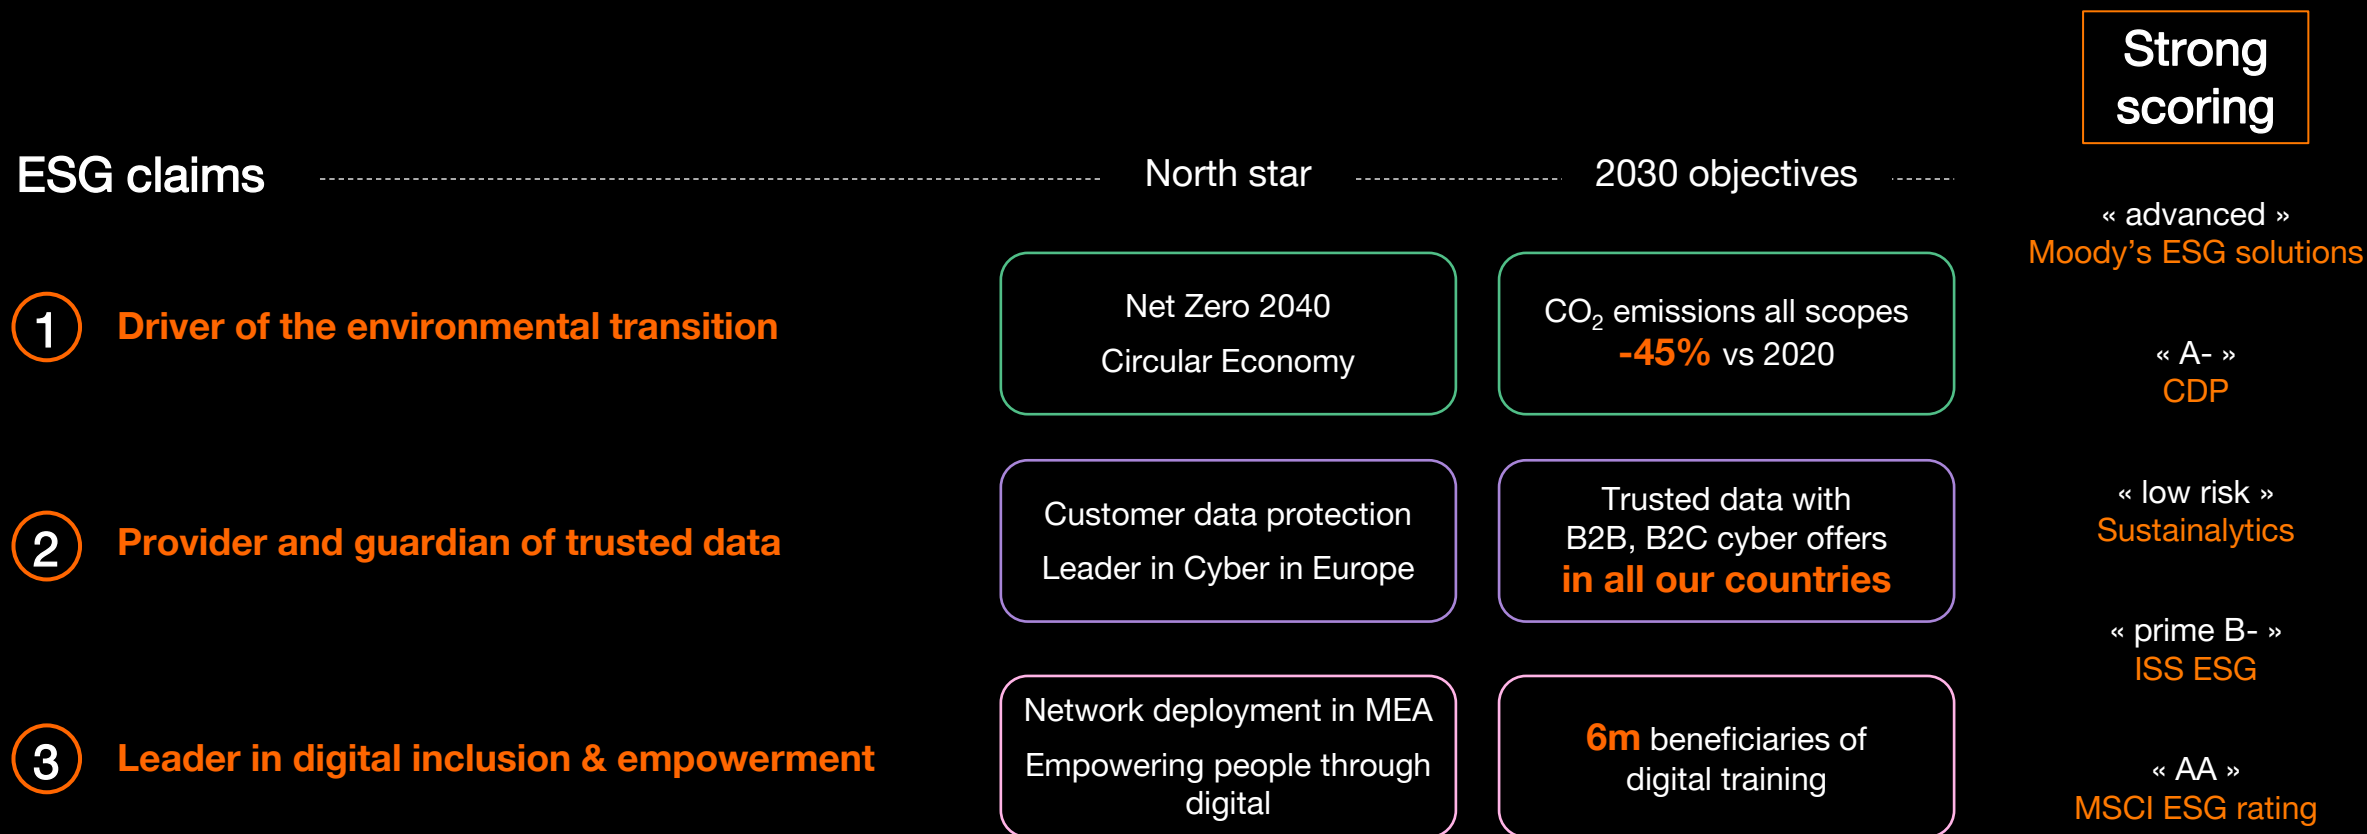 Strong
scoring
ESG claims
North star
2030 objectives
1
Driver of the environmental transition
Net Zero 2040
Circular Economy
CO₂ emissions all scopes
-45% vs 2020
2
Provider and guardian of trusted data
Customer data protection
Leader in Cyber in Europe
Trusted data with
B2B, B2C cyber offers
in all our countries
3
Leader in digital inclusion & empowerment
Network deployment in MEA
Empowering people through
digital
6m beneficiaries of
digital training
« advanced »
Moody's ESG solutions
« A- »
CDP
« low risk »
Sustainalytics
« prime B- »
ISS ESG
« AA »
MSCI ESG rating